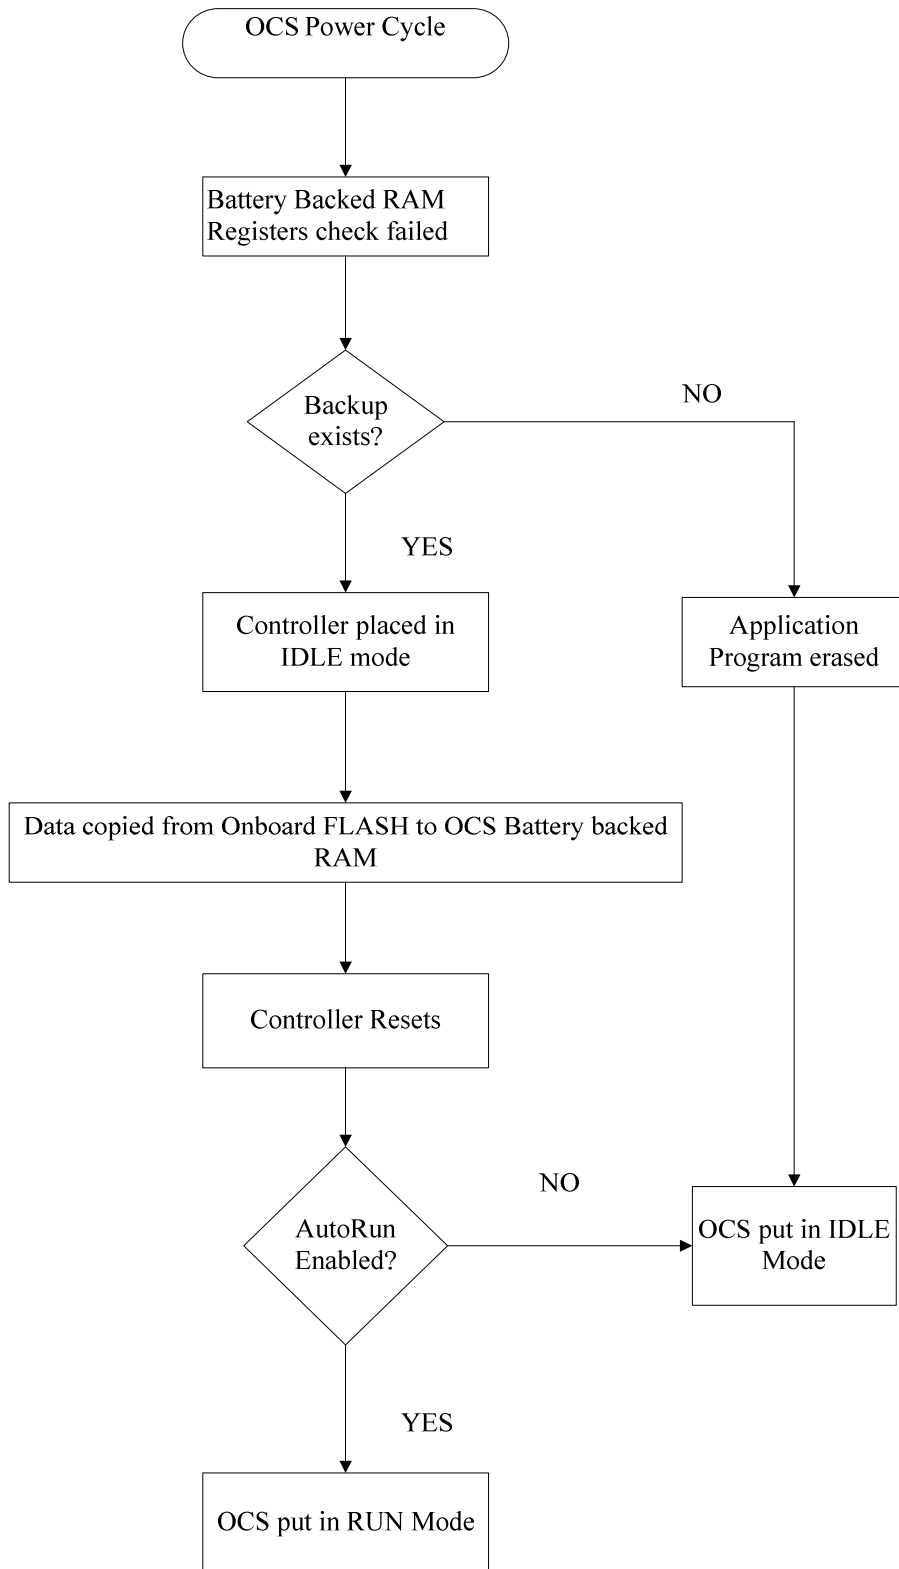 OCS Power Cycle
Battery Backed RAM
Registers check failed
Backup
exists?
NO
YES
Controller placed in
IDLE mode
Application
Program erased
Data copied from Onboard FLASH to OCS Battery backed
RAM
Controller Resets
AutoRun
Enabled?
NO
OCS put in IDLE
Mode
YES
OCS put in RUN Mode